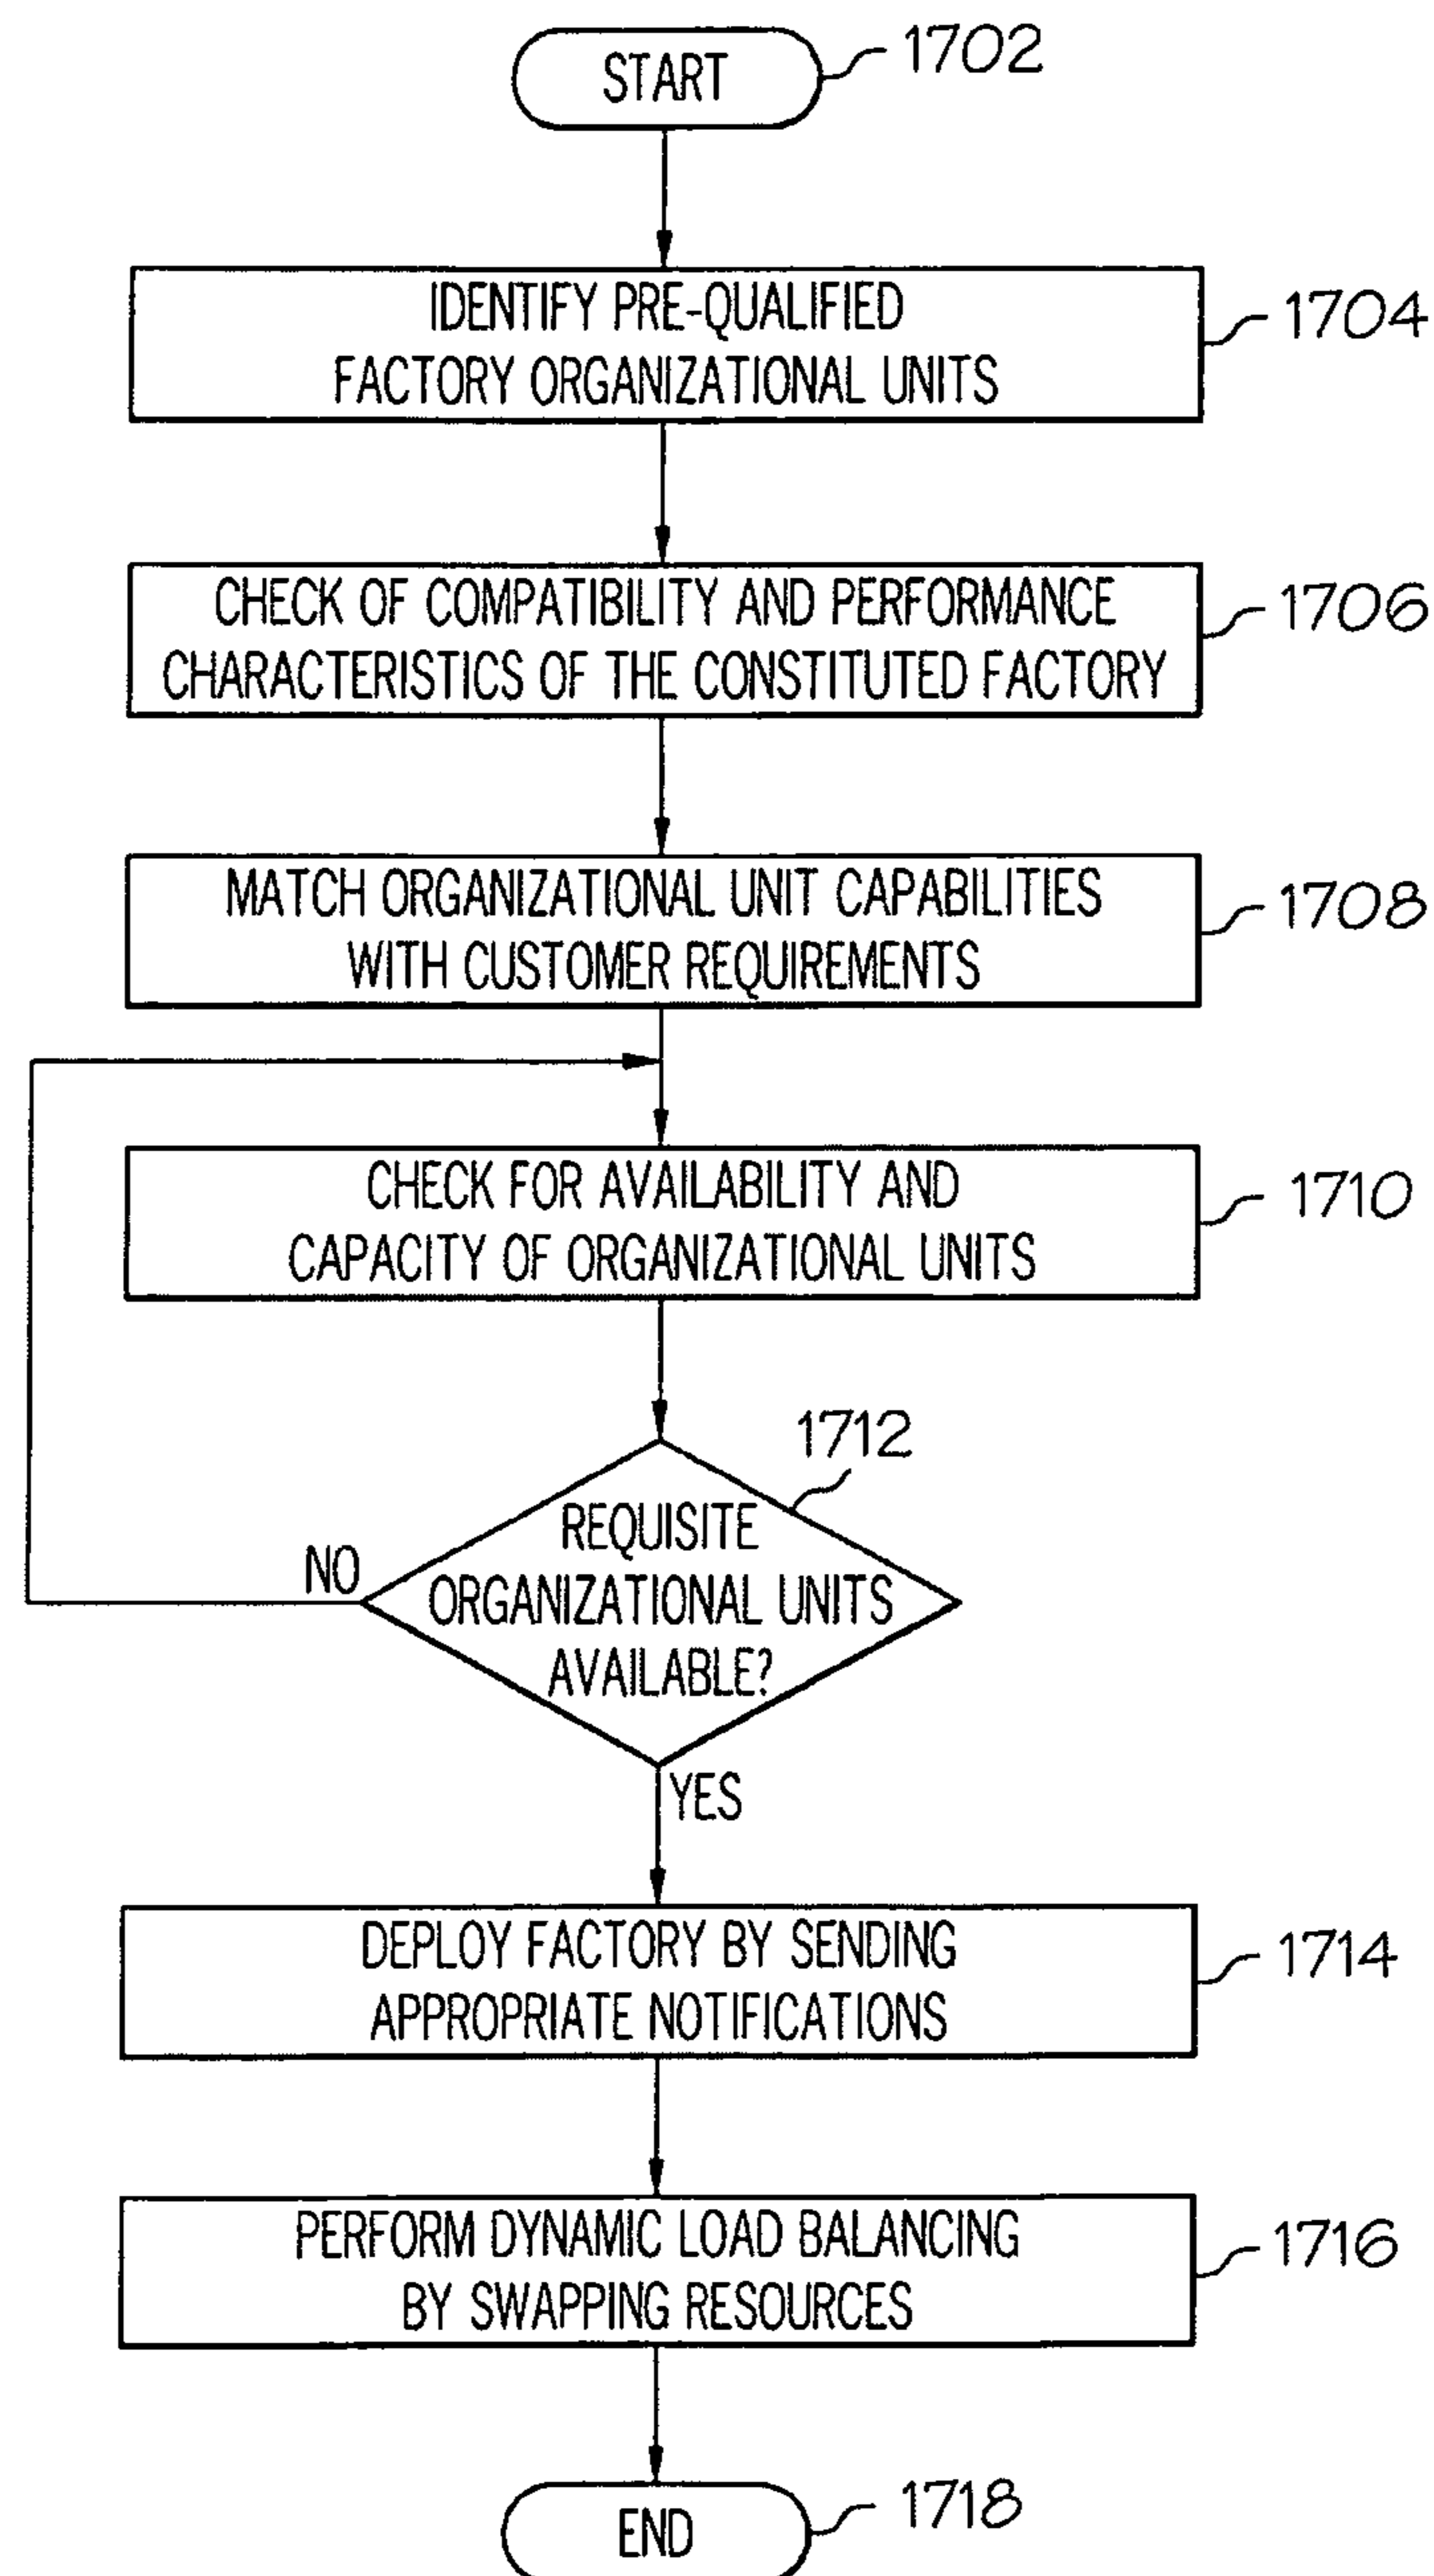 START
1702
IDENTIFY PRE-QUALIFIED
FACTORY ORGANIZATIONAL UNITS
1704
CHECK OF COMPATIBILITY AND PERFORMANCE
CHARACTERISTICS OF THE CONSTITUTED FACTORY
1706
MATCH ORGANIZATIONAL UNIT CAPABILITIES
WITH CUSTOMER REQUIREMENTS
1708
CHECK FOR AVAILABILITY AND
CAPACITY OF ORGANIZATIONAL UNITS
1710
1712
REQUISITE
ORGANIZATIONAL UNITS
AVAILABLE?
NO
YES
DEPLOY FACTORY BY SENDING
APPROPRIATE NOTIFICATIONS
1714
PERFORM DYNAMIC LOAD BALANCING
BY SWAPPING RESOURCES
1716
END
1718